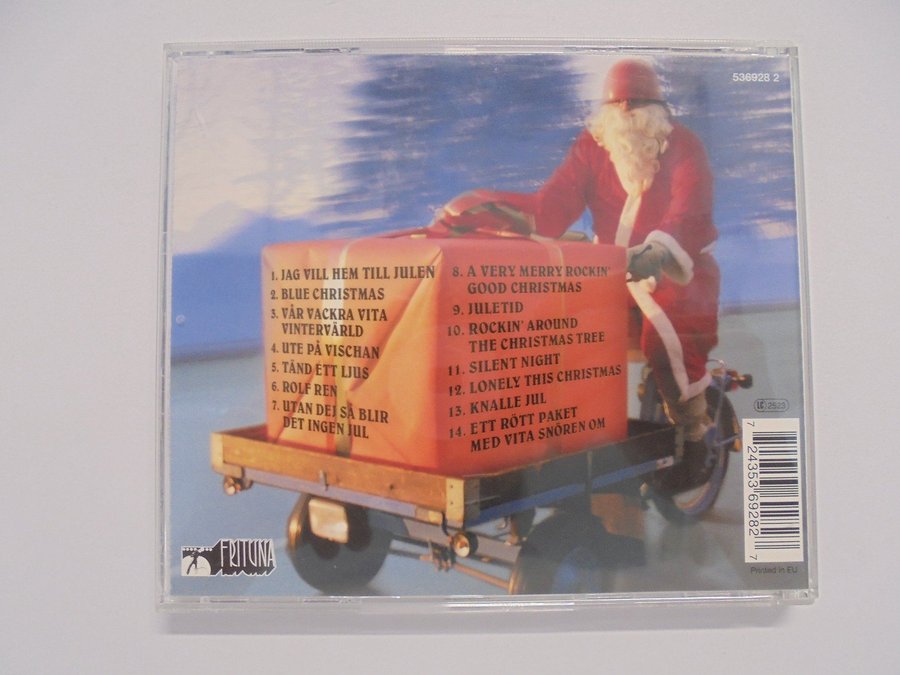 536928 2
1. JAG VILL HEM TILL JULEN
2. BLUE CHRISTMAS
3. VÅR VACKRA VITA
VINTERVÄRLD
4. UTE PÅ VISCHAN
5. TÄND ETT LJUS
6. ROLF REN
7. UTAN DEJ SÅ BLIR
DET INGEN JUL
8. A VERY MERRY ROCKIN'
GOOD CHRISTMAS
9. JULETID
10. ROCKIN' AROUND
THE CHRISTMAS TREE
11. SILENT NIGHT
12. LONELY THIS CHRISTMAS
13. KNALLE JUL
14. ETT RÖTT PAKET
MED VITA SNÖREN OM
LC 2523
7 24353 69282 7
FRITUNA
Printed in EU